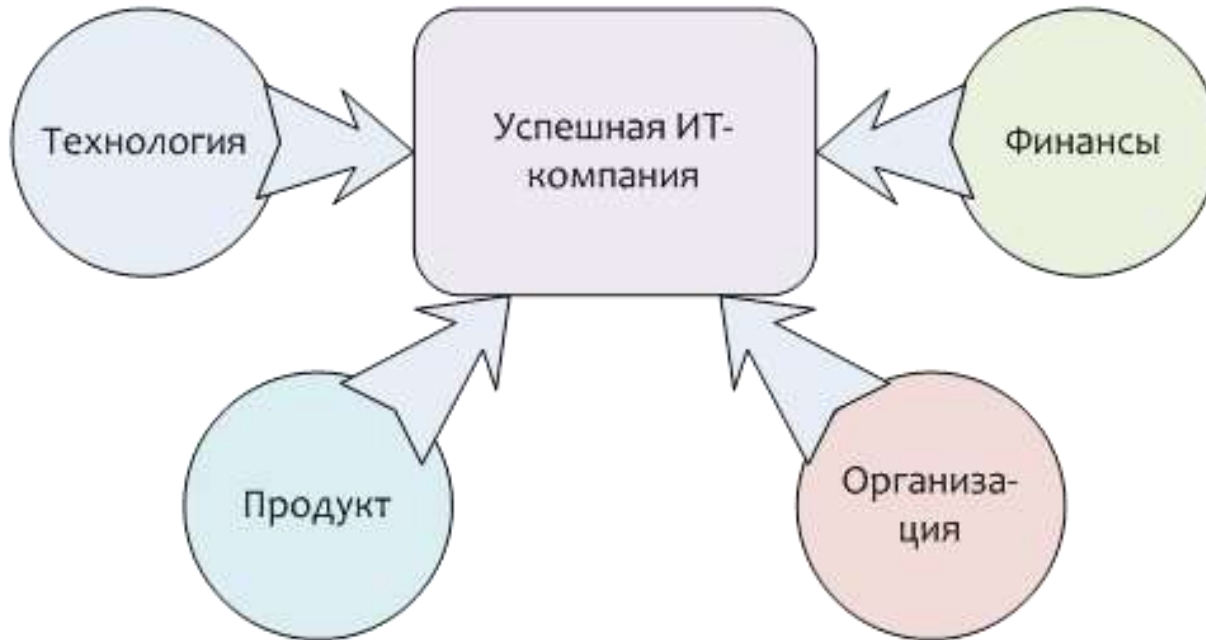 Технология
Успешная ИТ-
компания
Финансы
Продукт
Организа-
ция